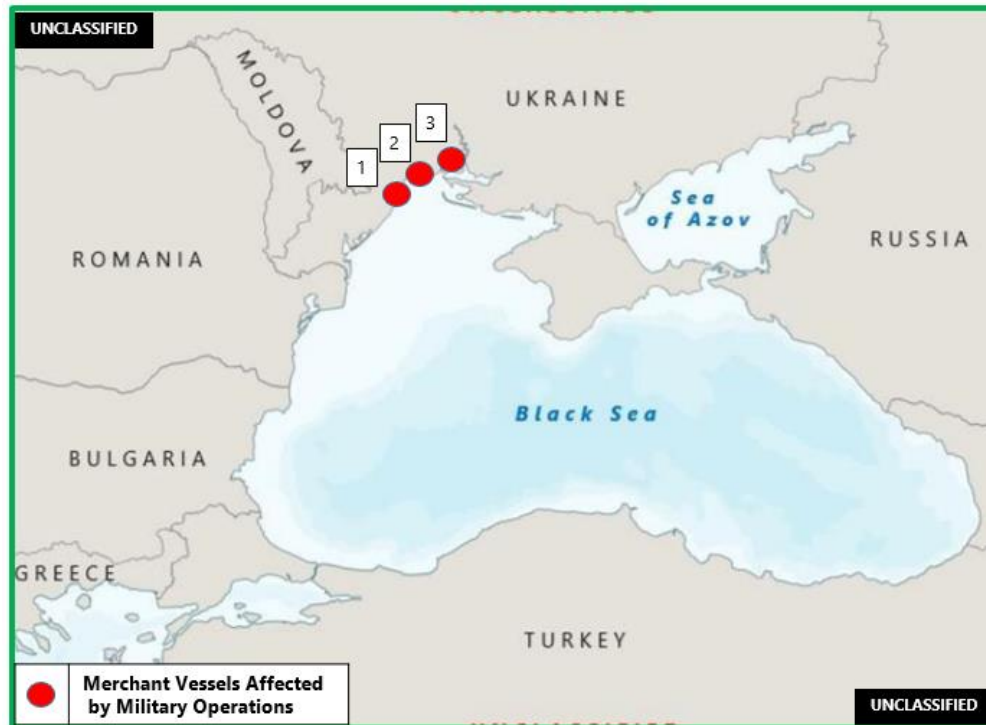 UNCLASSIFIED
MOLDOVA
UKRAINE
3
2
1
Sea
of Azov
ROMANIA
RUSSIA
Black Sea
BULGARIA
GREECE
TURKEY
Merchant Vessels Affected
by Military Operations
UNCLASSIFIED